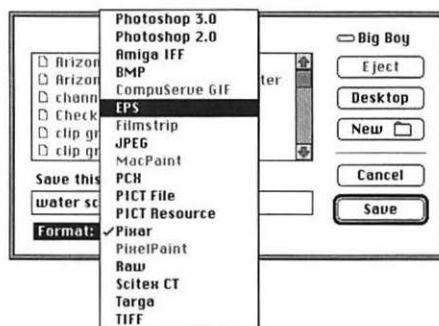 Photoshop 3.0
Photoshop 2.0
Amiga IFF
BMP
CompuServe GIF
EPS
Filmstrip
JPEG
MacPaint
PCX
PICT File
PICT Resource
✓Pixar
PixelPaint
Raw
Scitex CT
Targa
TIFF
Arizon
Arizon ter
chann
Check
clip gr
clip gr
Save this
water sc
Format:
Big Boy
Eject
Desktop
New
Cancel
Save